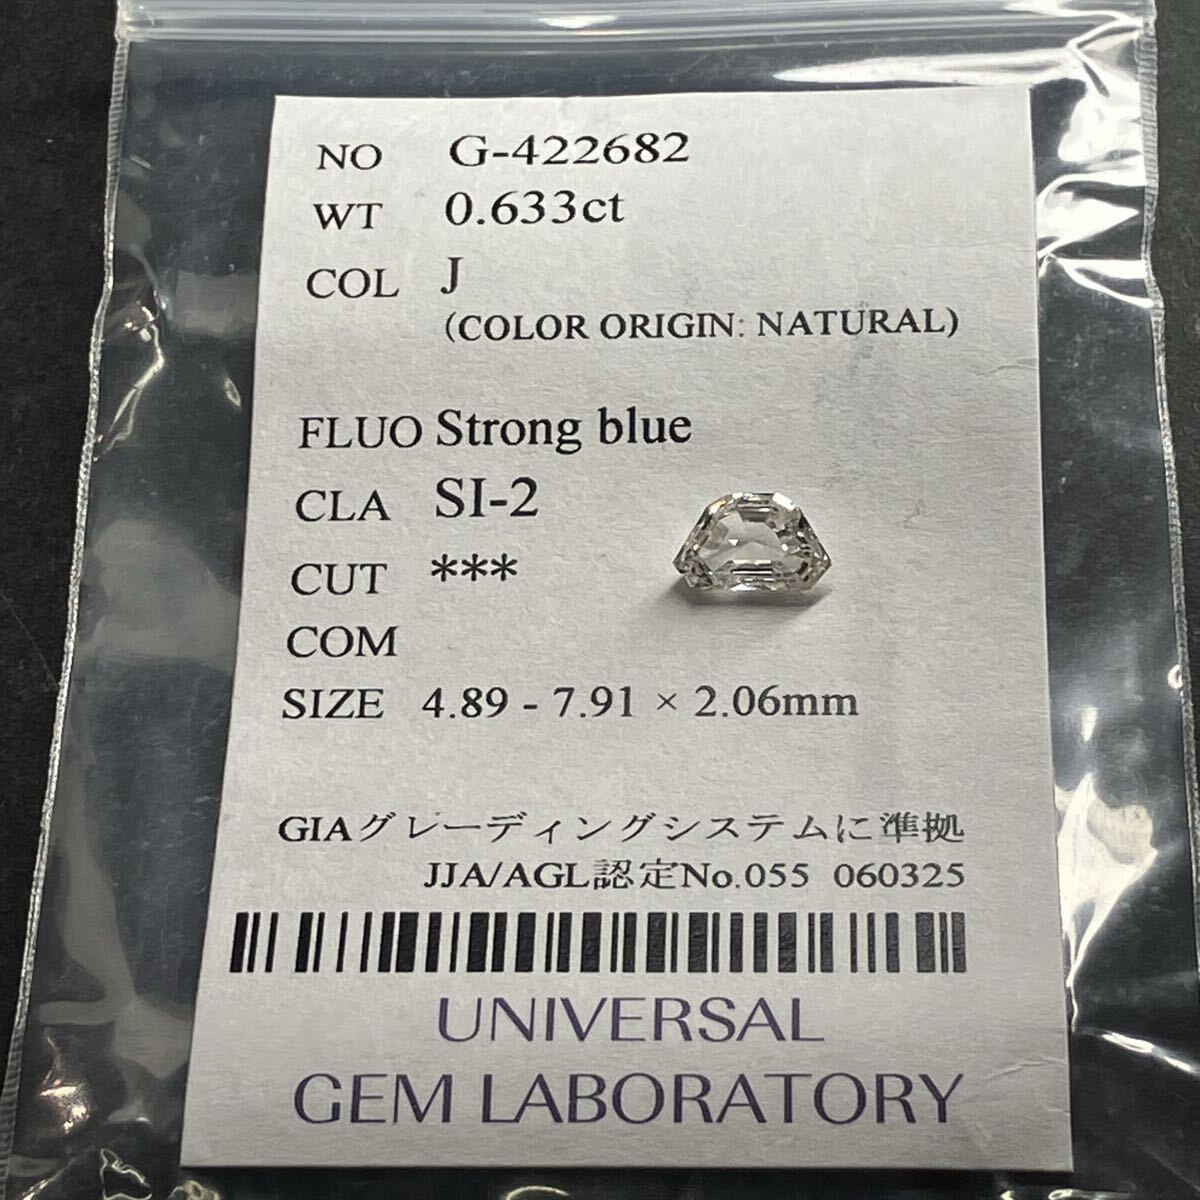 NO G-422682
WT 0.633ct
COL J
(COLOR ORIGIN: NATURAL)
FLUO Strong blue
CLA SI-2
CUT ***
COM
SIZE 4.89 - 7.91 × 2.06mm
GIAグレーディングシステムに準拠
JJA/AGL認定No.055 060325
UNIVERSAL
GEM LABORATORY